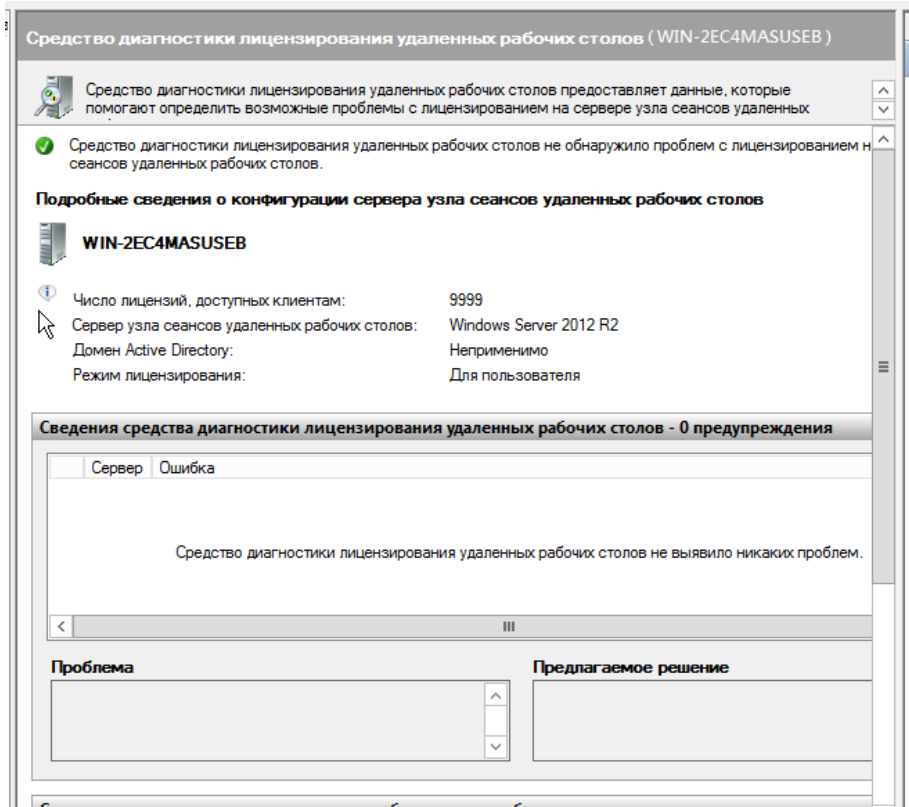 Средство диагностики лицензирования удаленных рабочих столов ( WIN-2EC4MASUSEB )
Средство диагностики лицензирования удаленных рабочих столов предоставляет данные, которые
помогают определить возможные проблемы с лицензированием на сервере узла сеансов удаленных
Средство диагностики лицензирования удаленных рабочих столов не обнаружило проблем с лицензированием н
сеансов удаленных рабочих столов.
Подробные сведения о конфигурации сервера узла сеансов удаленных рабочих столов
WIN-2EC4MASUSEB
Число лицензий, доступных клиентам: 9999
Сервер узла сеансов удаленных рабочих столов: Windows Server 2012 R2
Домен Active Directory: Неприменимо
Режим лицензирования: Для пользователя
Сведения средства диагностики лицензирования удаленных рабочих столов - 0 предупреждения
Сервер Ошибка
Средство диагностики лицензирования удаленных рабочих столов не выявило никаких проблем.
Проблема Предлагаемое решение